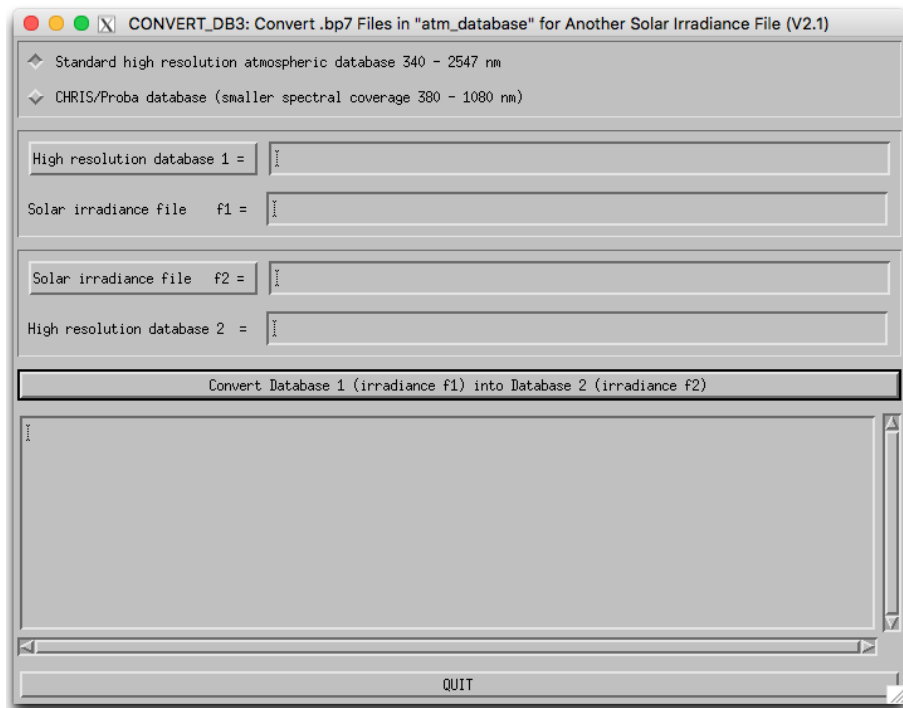 CONVERT_DB3: Convert .bp7 Files in "atm_database" for Another Solar Irradiance File (V2.1)
Standard high resolution atmospheric database 340 - 2547 nm
CHRIS/Proba database (smaller spectral coverage 380 - 1080 nm)
High resolution database 1 =
Solar irradiance file f1 =
Solar irradiance file f2 =
High resolution database 2 =
Convert Database 1 (irradiance f1) into Database 2 (irradiance f2)
QUIT